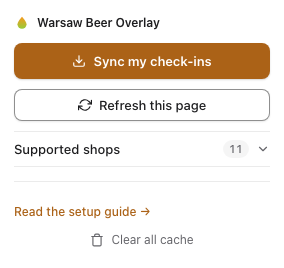 Warsaw Beer Overlay
Sync my check-ins
Refresh this page
Supported shops 11
Read the setup guide →
Clear all cache